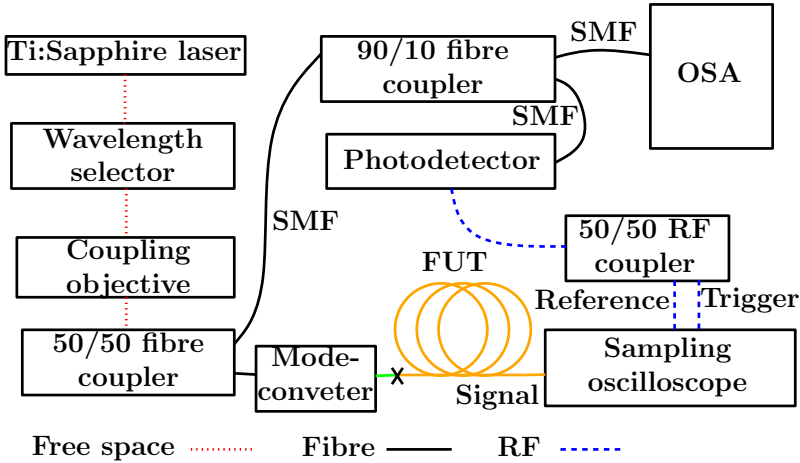 Ti:Sapphire laser
Wavelength
selector
Coupling
objective
50/50 fibre
coupler
SMF
90/10 fibre
coupler
SMF
OSA
SMF
Photodetector
50/50 RF
coupler
Reference
Trigger
FUT
Mode-
conveter
Signal
Sampling
oscilloscope
Free space
Fibre
RF